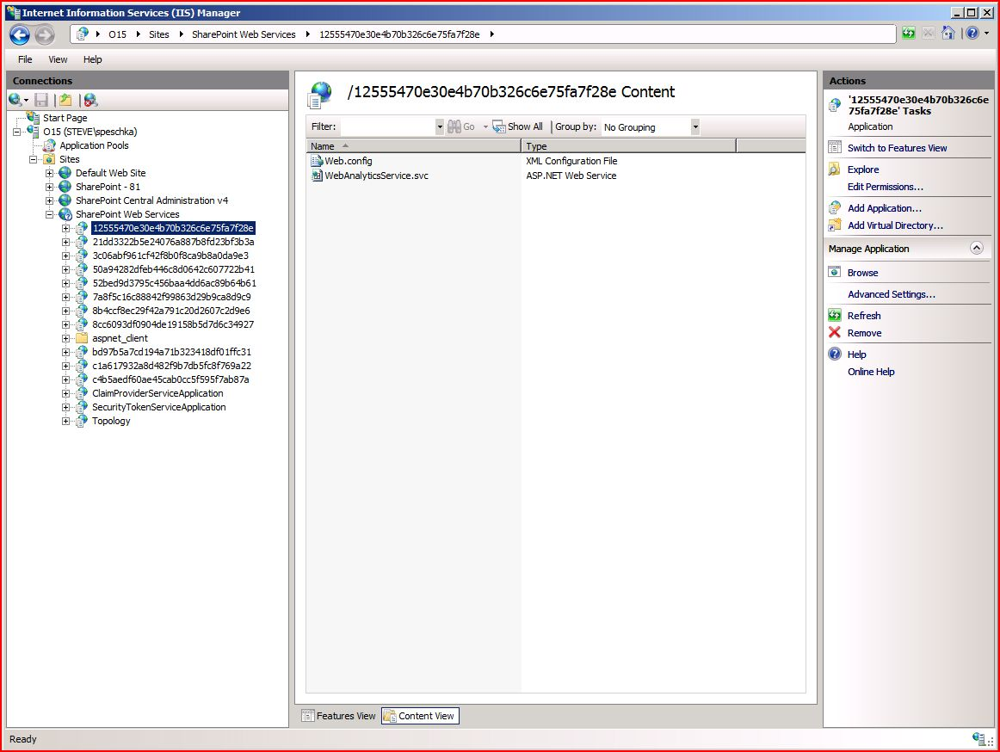 Internet Information Services (IIS) Manager
O15 Sites SharePoint Web Services 12555470e30e4b70b326c6e75fa7f28e
File View Help
Connections
Start Page
O15 (STEVE\speschka)
Application Pools
Sites
Default Web Site
SharePoint - 81
SharePoint Central Administration v4
SharePoint Web Services
12555470e30e4b70b326c6e75fa7f28e
21dd3322b5e24076a887b8fd23bf3b3a
3c06abf961cf42f8b0f8ca9b8a0da9e3
50a94282dfeb446c8d0642c607722b41
52bed9d3795c456baa4dd6ac89b64b61
7a8f5c16c88842f99863d29b9ca8d9c9
8b4ccf8ec29f42a791c20d2607c2d9e6
8cc6093df0904de19158b5d7d6c34927
aspnet_client
bd97b5a7cd194a71b323418df01ffc31
c1a617932a8d482f9b7db5fc8f769a22
c4b5aedf60ae45cab0cc5f595f7ab87a
ClaimProviderServiceApplication
SecurityTokenServiceApplication
Topology
/12555470e30e4b70b326c6e75fa7f28e Content
Filter: Go Show All Group by: No Grouping
Name Type
Web.config XML Configuration File
WebAnalyticsService.svc ASP.NET Web Service
Features View Content View
Actions
'12555470e30e4b70b326c6e
75fa7f28e' Tasks
Application
Switch to Features View
Explore
Edit Permissions...
Add Application...
Add Virtual Directory...
Manage Application
Browse
Advanced Settings...
Refresh
Remove
Help
Online Help
Ready